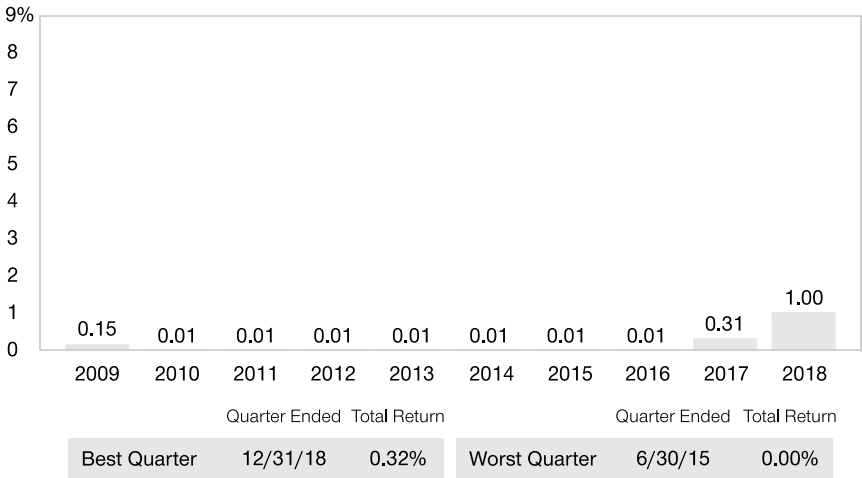 9%
8
7
6
5
4
3
2
1
0
0.15 0.01 0.01 0.01 0.01 0.01 0.01 0.01 0.31 1.00
2009 2010 2011 2012 2013 2014 2015 2016 2017 2018
Quarter Ended Total Return Quarter Ended Total Return
Best Quarter 12/31/18 0.32% Worst Quarter 6/30/15 0.00%